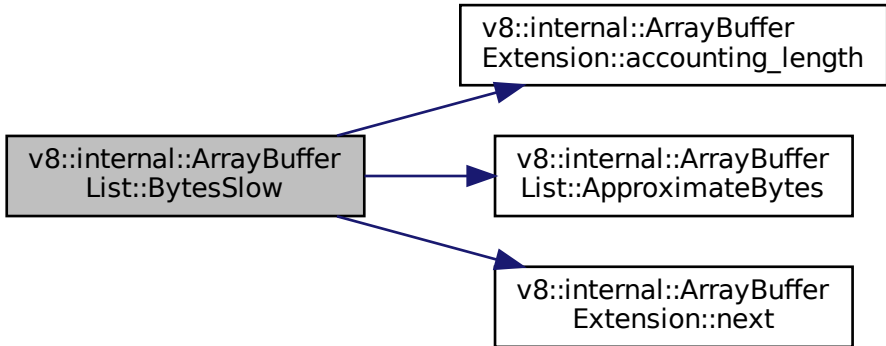 v8::internal::ArrayBuffer
Extension::accounting_length
v8::internal::ArrayBuffer
List::BytesSlow
v8::internal::ArrayBuffer
List::ApproximateBytes
v8::internal::ArrayBuffer
Extension::next